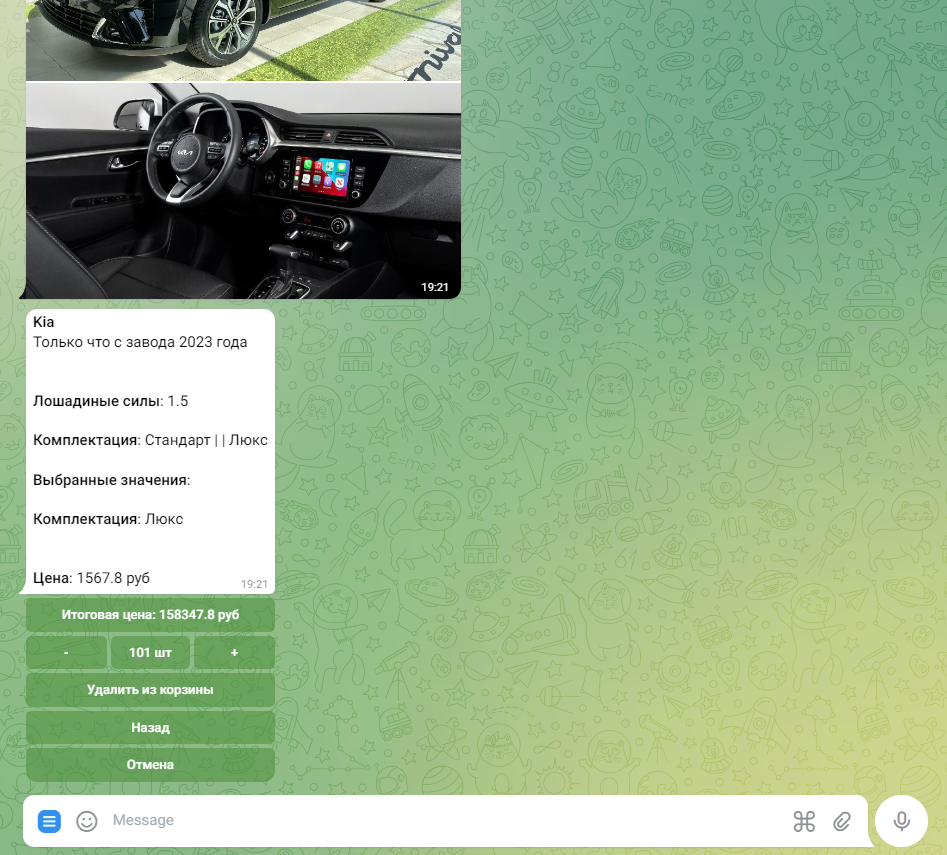 19:21
Kia
Только что с завода 2023 года
Лошадиные силы: 1.5
Комплектация: Стандарт | | Люкс
Выбранные значения:
Комплектация: Люкс
Цена: 1567.8 руб
19:21
Итоговая цена: 158347.8 руб
-
101 шт
+
Удалить из корзины
Назад
Отмена
Message